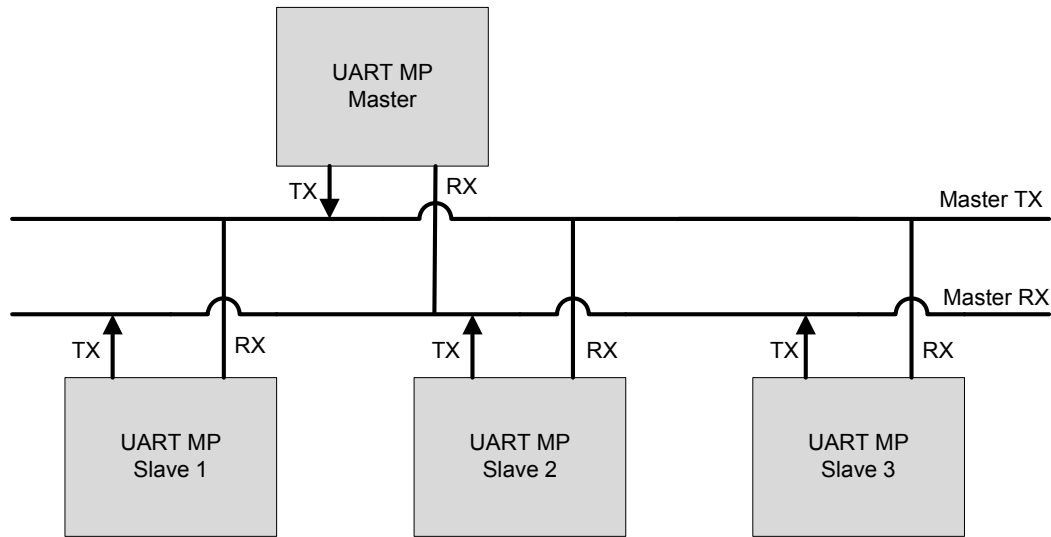 UART MP
Master
TX
RX
Master TX
Master RX
TX
RX
TX
RX
TX
RX
UART MP
Slave 1
UART MP
Slave 2
UART MP
Slave 3